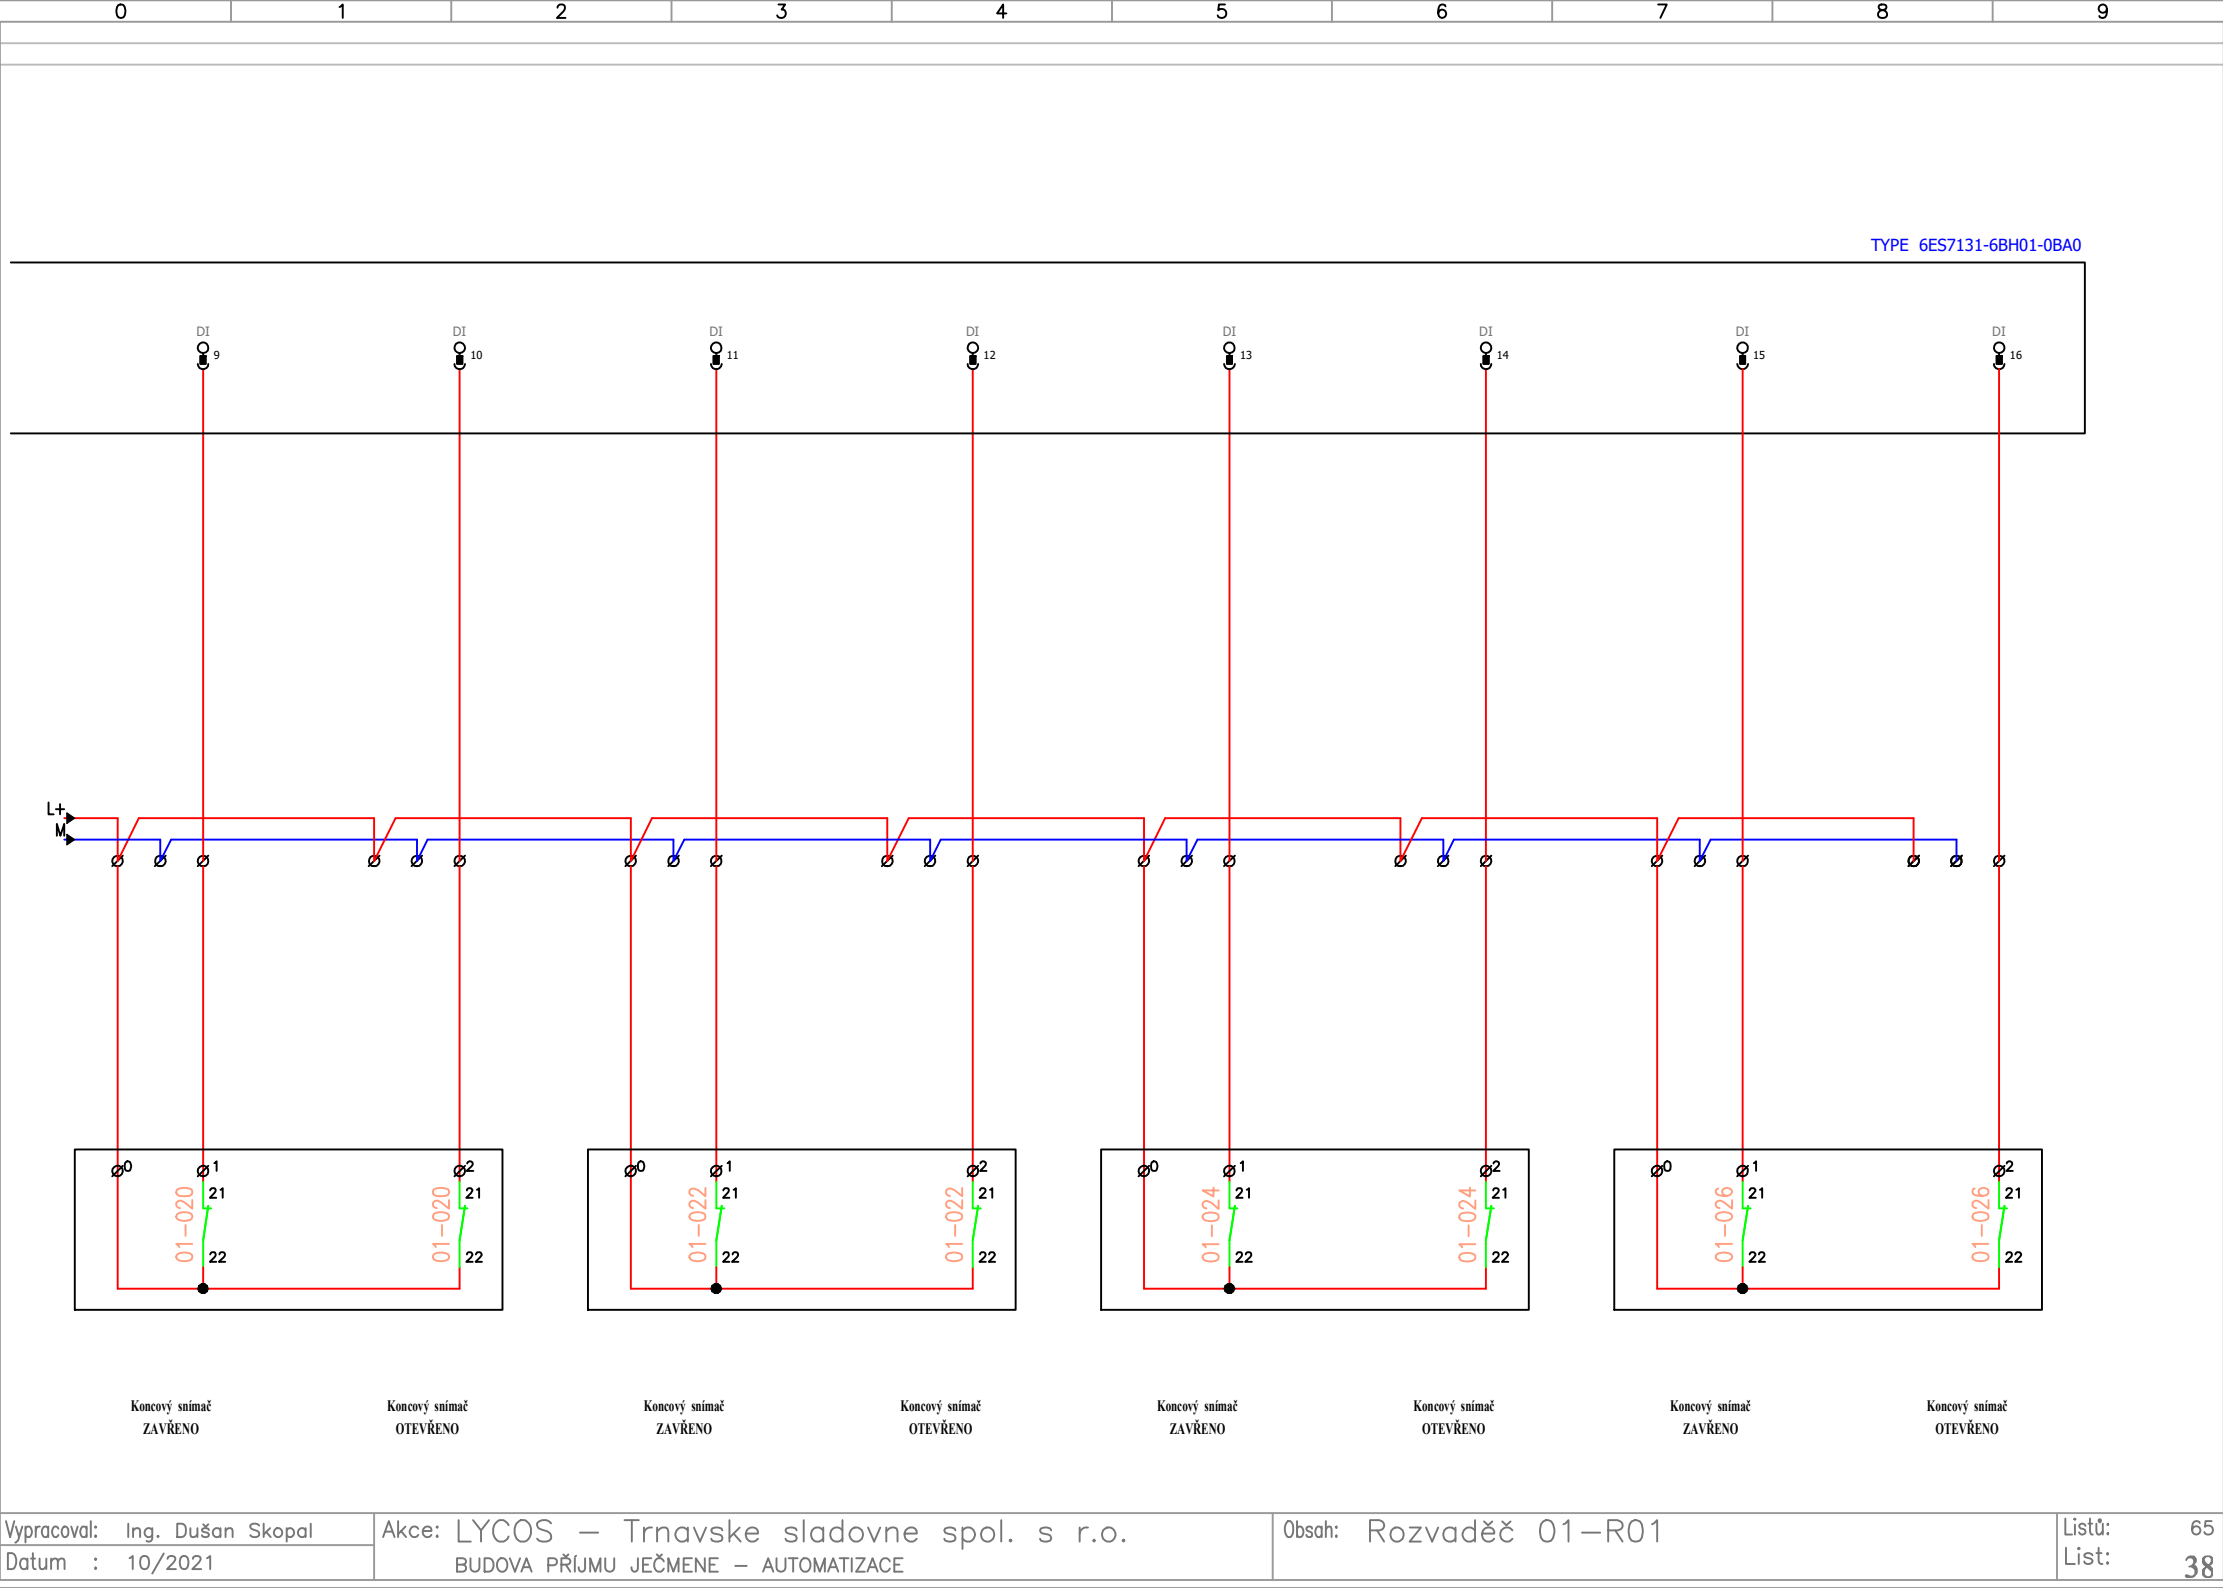 0 1 2 3 4 5 6 7 8 9
TYPE 6ES7131-6BH01-0BA0
DI DI DI DI DI DI DI DI
9 10 11 12 13 14 15 16
L+
M
0 1 2 0 1 2 0 1 2 0 1 2
21 21 21 21 21 21 21 21
01-020 01-020 01-022 01-022 01-024 01-024 01-026 01-026
22 22 22 22 22 22 22 22
Koncový snímač Koncový snímač Koncový snímač Koncový snímač Koncový snímač Koncový snímač Koncový snímač Koncový snímač
ZAVŘENO OTEVŘENO ZAVŘENO OTEVŘENO ZAVŘENO OTEVŘENO ZAVŘENO OTEVŘENO
Vypracoval: Ing. Dušan Skopal
Datum : 10/2021
Akce: LYCOS – Trnavske sladovne spol. s r.o.
BUDOVA PŘÍJMU JEČMENE – AUTOMATIZACE
Obsah: Rozvaděč 01-R01
Listů: 65
List: 38